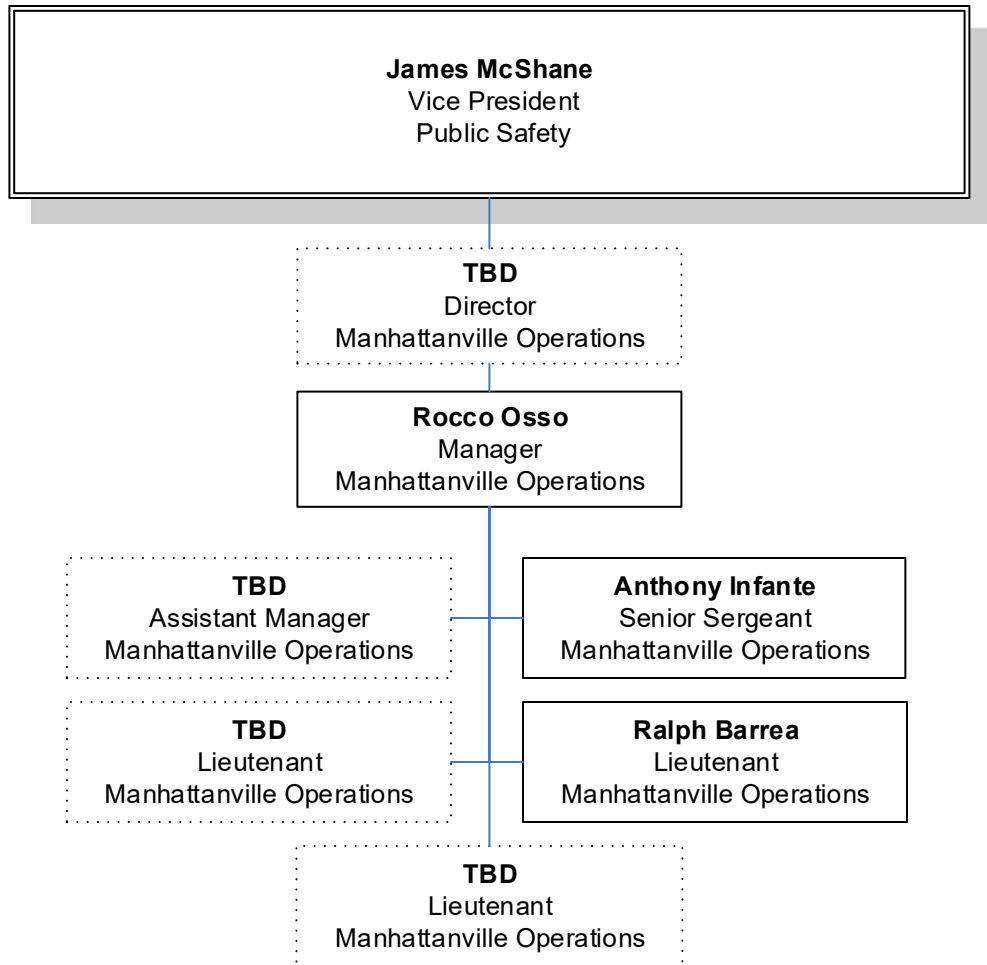 James McShane
Vice President
Public Safety
TBD
Director
Manhattanville Operations
Rocco Osso
Manager
Manhattanville Operations
TBD
Assistant Manager
Manhattanville Operations
Anthony Infante
Senior Sergeant
Manhattanville Operations
TBD
Lieutenant
Manhattanville Operations
Ralph Barrea
Lieutenant
Manhattanville Operations
TBD
Lieutenant
Manhattanville Operations